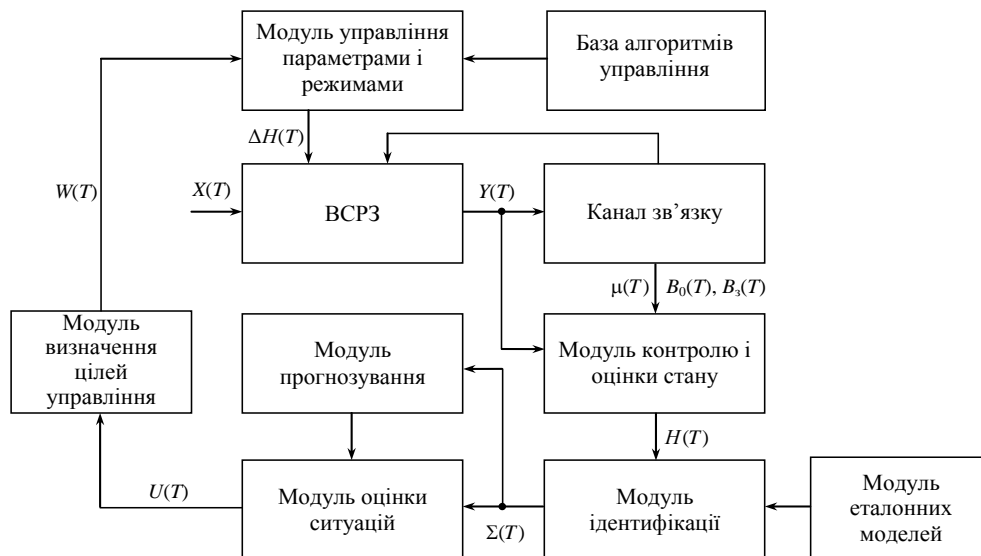 Модуль управління
параметрами і
режимами
База алгоритмів
управління
ΔH(T)
W(T)
X(T)
ВСРЗ
Y(T)
Канал зв'язку
μ(T)
B₀(T), Bз(T)
Модуль
визначення
цілей
управління
Модуль
прогнозування
Модуль контролю і
оцінки стану
H(T)
U(T)
Модуль оцінки
ситуацій
Σ(T)
Модуль
ідентифікації
Модуль
еталонних
моделей